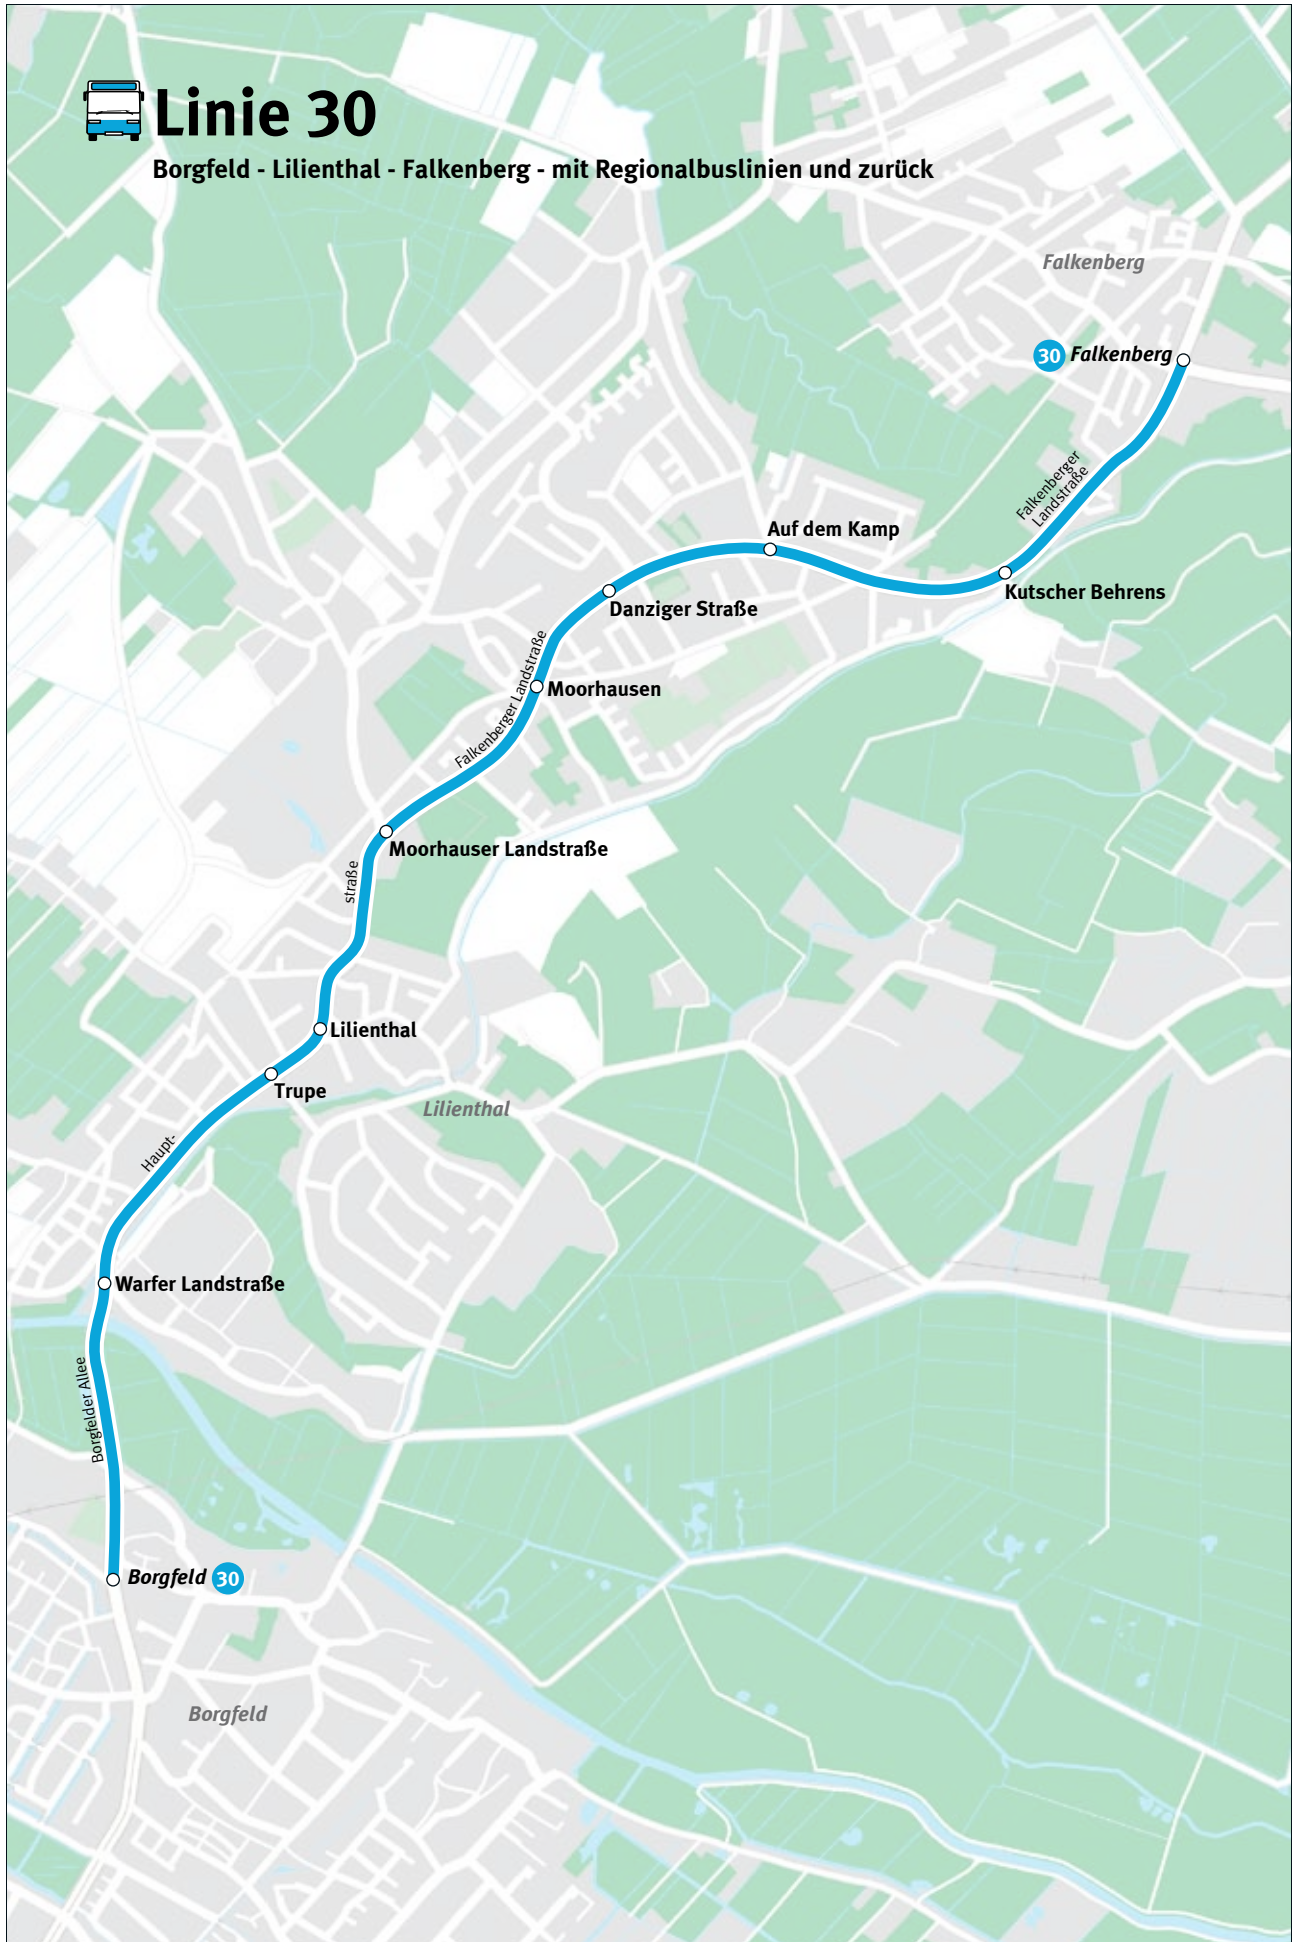 Linie 30
Borgfeld - Lilienthal - Falkenberg - mit Regionalbuslinien und zurück
Falkenberg
30 Falkenberg
Falkenberger
Landstraße
Auf dem Kamp
Kutscher Behrens
Danziger Straße
Falkenberger Landstraße
Moorhausen
Moorhauser Landstraße
straße
Lilienthal
Trupe
Lilienthal
Haupt-
Warfer Landstraße
Borgfelder Allee
Borgfeld 30
Borgfeld